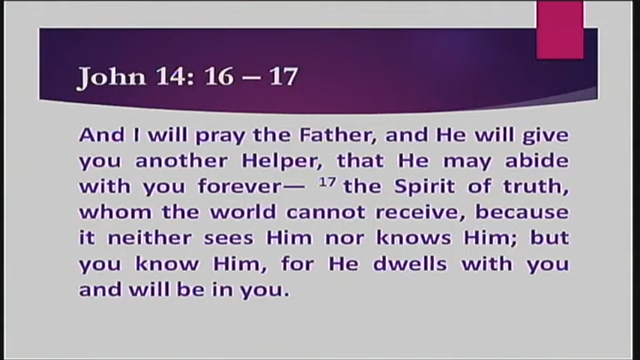 John 14: 16 – 17
And I will pray the Father, and He will give
you another Helper, that He may abide
with you forever— 17 the Spirit of truth,
whom the world cannot receive, because
it neither sees Him nor knows Him; but
you know Him, for He dwells with you
and will be in you.